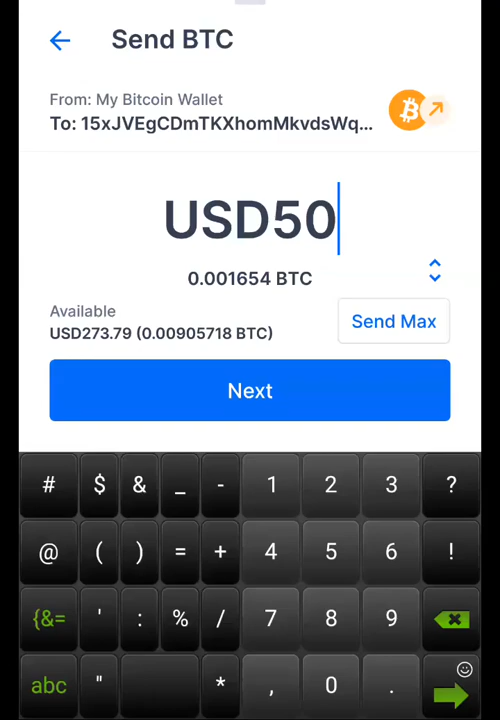 Send BTC
From: My Bitcoin Wallet
To: 15xJVEgCDmTKXhomMkvdsWq...
USD50
0.001654 BTC
Available
USD273.79 (0.00905718 BTC)
Send Max
Next
# $ & _ - 1 2 3 ?
@ ( ) = + 4 5 6 !
{&= ' : % / 7 8 9
abc " * , 0 .